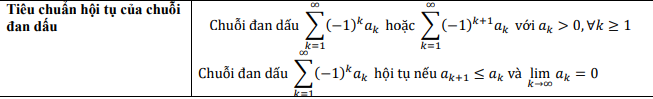 Tiêu chuẩn hội tụ của chuỗi
đan dấu
Chuỗi đan dấu ∑_{k=1}^{∞} (−1)^k a_k hoặc ∑_{k=1}^{∞} (−1)^{k+1} a_k với a_k > 0, ∀k ≥ 1
Chuỗi đan dấu ∑_{k=1}^{∞} (−1)^k a_k hội tụ nếu a_{k+1} ≤ a_k và lim_{k→∞} a_k = 0